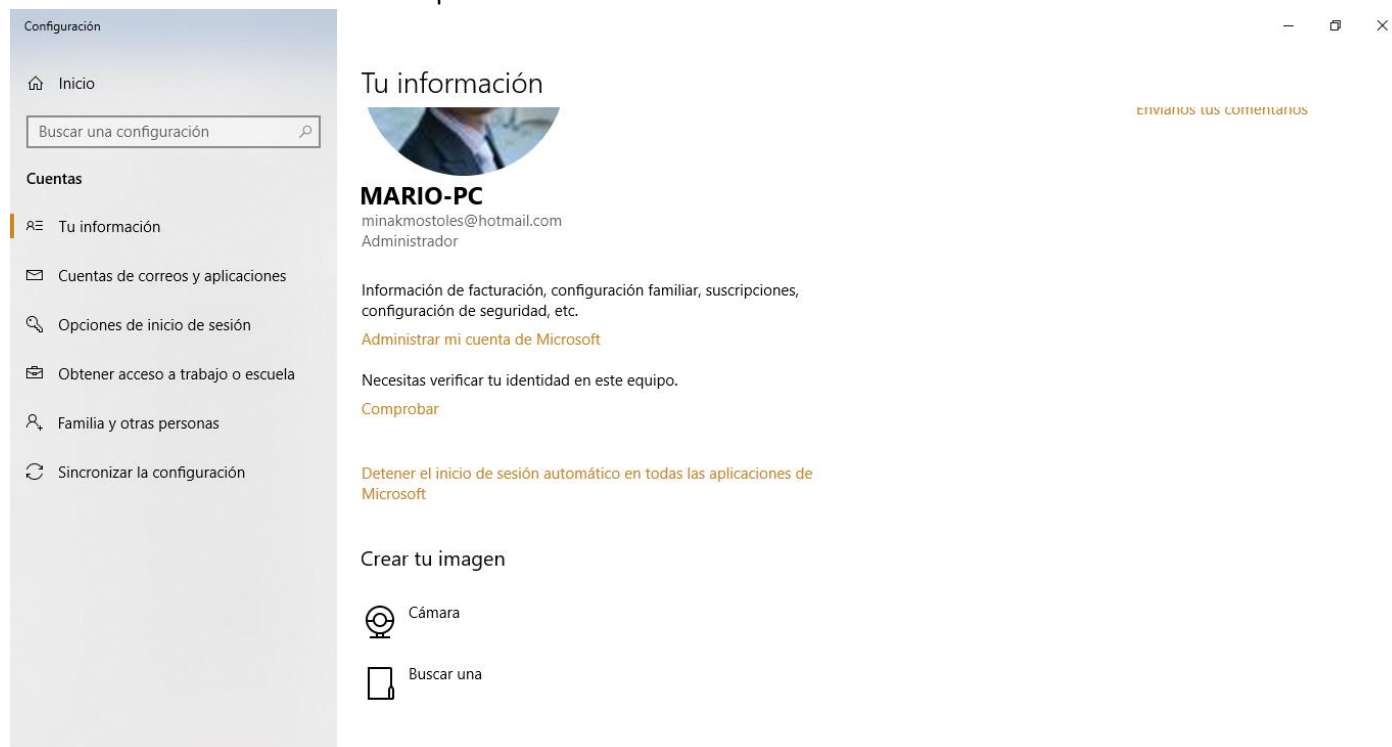 Configuración
Inicio
Buscar una configuración
Cuentas
Tu información
Cuentas de correos y aplicaciones
Opciones de inicio de sesión
Obtener acceso a trabajo o escuela
Familia y otras personas
Sincronizar la configuración
Tu información
Envíanos tus comentarios
MARIO-PC
minakmostoles@hotmail.com
Administrador
Información de facturación, configuración familiar, suscripciones,
configuración de seguridad, etc.
Administrar mi cuenta de Microsoft
Necesitas verificar tu identidad en este equipo.
Comprobar
Detener el inicio de sesión automático en todas las aplicaciones de
Microsoft
Crear tu imagen
Cámara
Buscar una